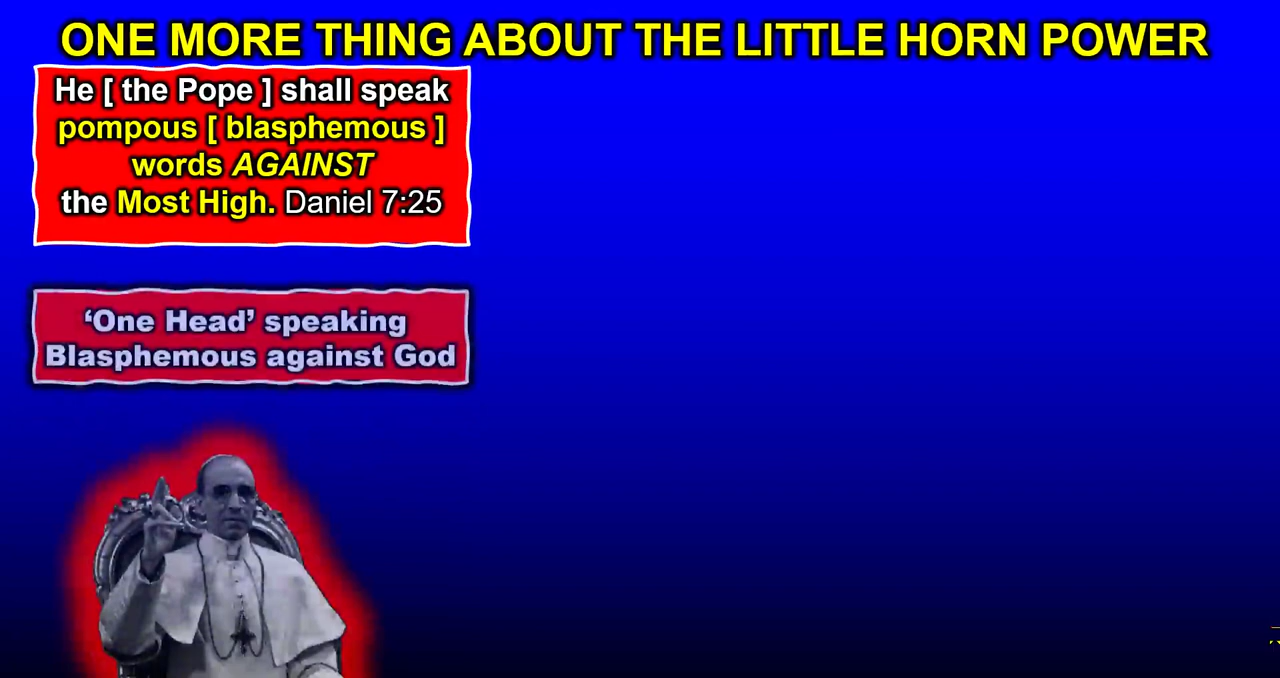 ONE MORE THING ABOUT THE LITTLE HORN POWER
He [ the Pope ] shall speak
pompous [ blasphemous ]
words AGAINST
the Most High. Daniel 7:25
‘One Head’ speaking
Blasphemous against God